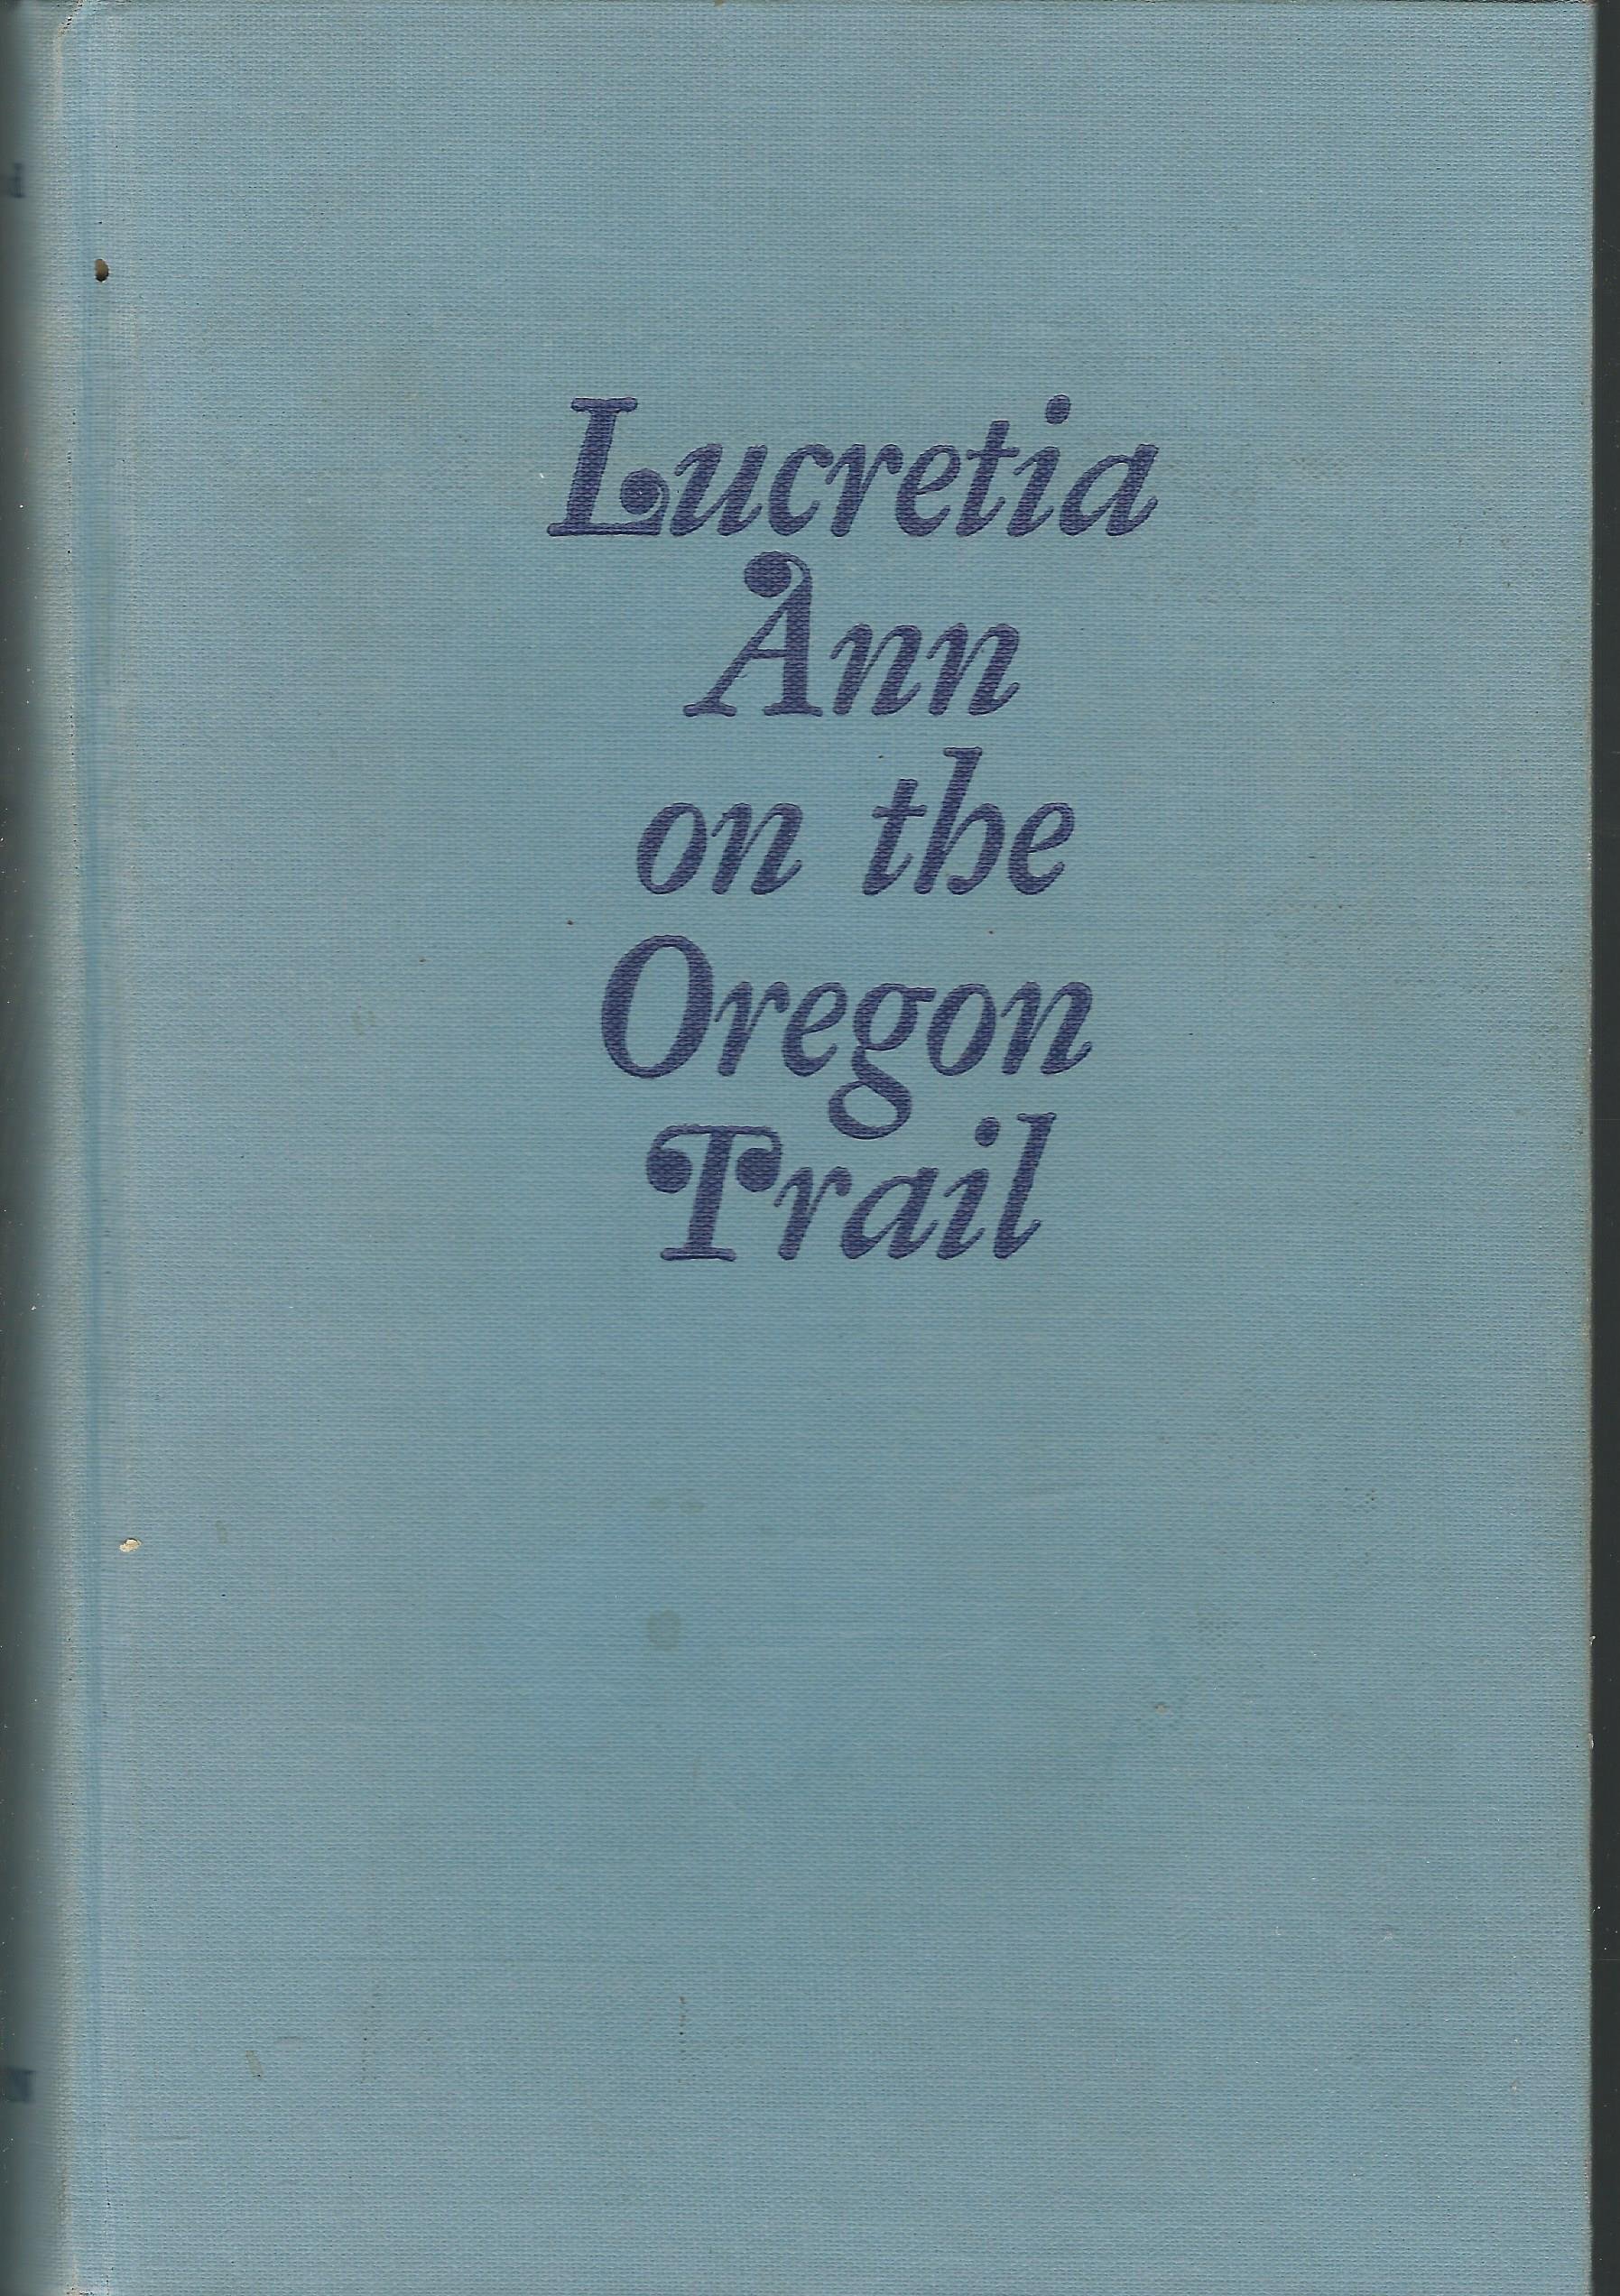 Lucretia
Ann
on the
Oregon
Trail